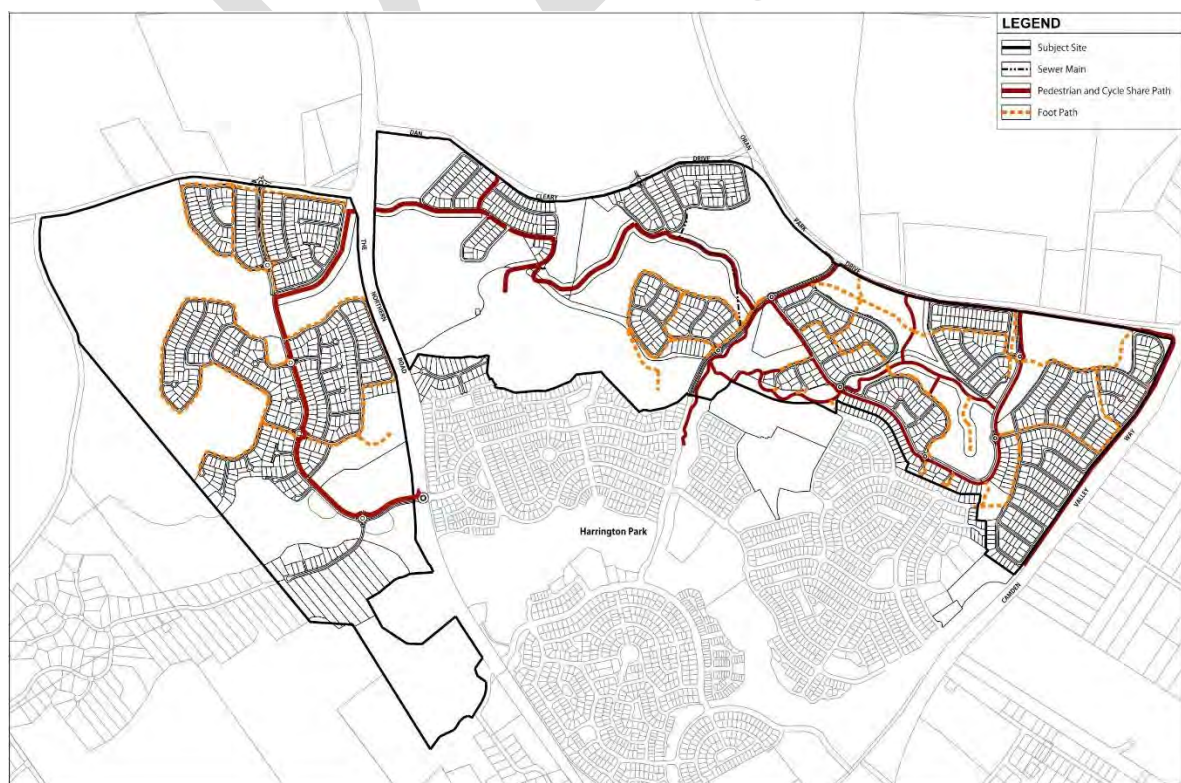 LEGEND
Subject Site
Sewer Main
Pedestrian and Cycle Share Path
Foot Path
DAN
CLEARY
DRIVE
ORAN
PARK
DRIVE
THE
NORTHERN
ROAD
Harrington Park
CAMDEN
VALLEY
WAY